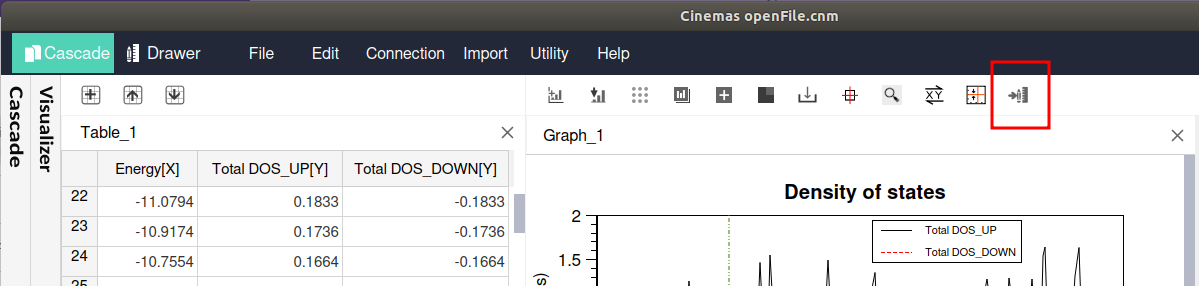 Cinemas openFile.cnm
Cascade Drawer File Edit Connection Import Utility Help
Cascade
Visualizer
XY
Table_1
Graph_1
Energy[X] Total DOS_UP[Y] Total DOS_DOWN[Y]
22 -11.0794 0.1833 -0.1833
23 -10.9174 0.1736 -0.1736
24 -10.7554 0.1664 -0.1664
Density of states
2
1.5
Total DOS_UP
Total DOS_DOWN